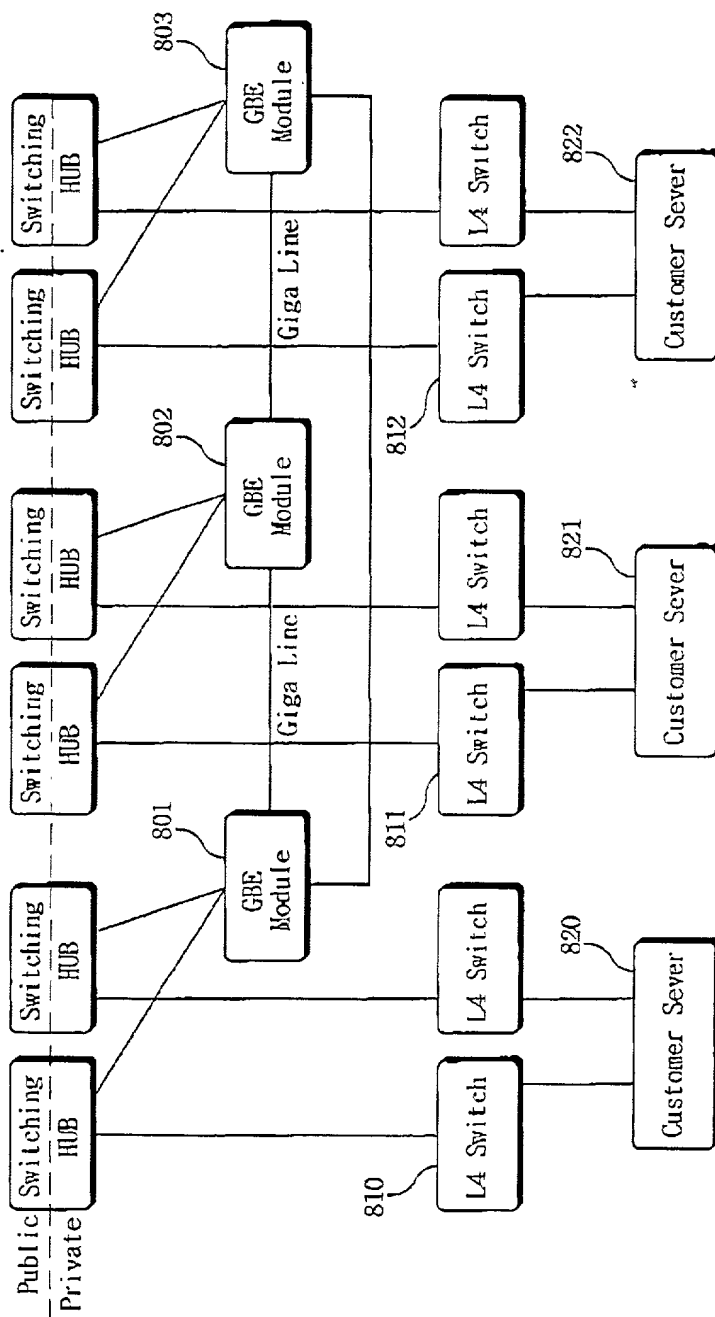 Public
Private
Switching
HUB
Switching
HUB
Switching
HUB
Switching
HUB
Switching
HUB
Switching
HUB
801
GBE
Module
802
GBE
Module
803
GBE
Module
Giga Line
Giga Line
810
L4 Switch
L4 Switch
811
L4 Switch
L4 Switch
812
L4 Switch
L4 Switch
820
Customer Sever
821
Customer Sever
822
Customer Sever